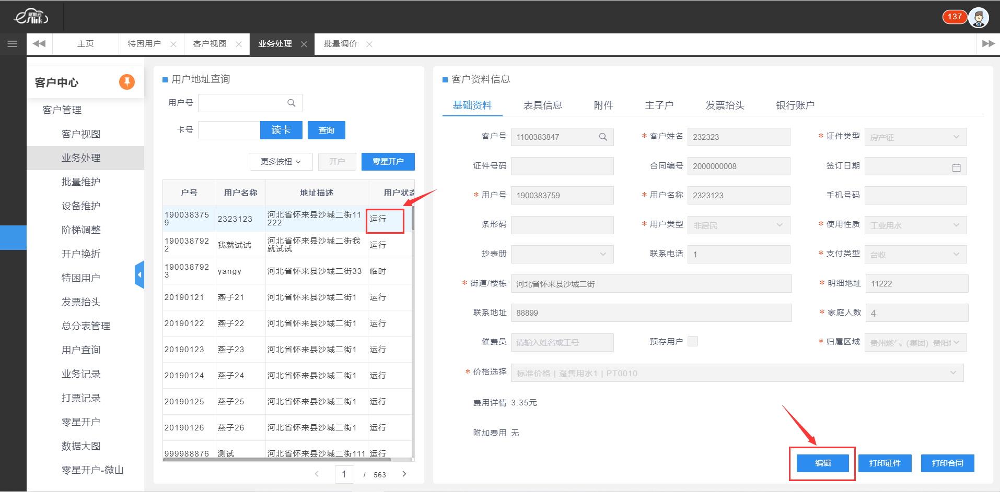 易联云
eslink
137
主页
特困用户
客户视图
业务处理
批量调价
客户中心
客户管理
客户视图
业务处理
批量维护
设备维护
阶梯调整
开户换折
特困用户
发票抬头
总分表管理
用户查询
业务记录
打票记录
零星开户
数据大图
零星开户-微山
用户地址查询
用户号
卡号
读卡
查询
更多按钮
开户
零星开户
户号 用户名称 地址描述 用户状态
1900383759 2323123 河北省怀来县沙城二街11222 运行
1900387922 我就试试 河北省怀来县沙城二街我就试试 运行
1900387923 yangy 河北省怀来县沙城二街33 临时
20190121 燕子21 河北省怀来县沙城二街1 运行
20190122 燕子22 河北省怀来县沙城二街1 运行
20190123 燕子23 河北省怀来县沙城二街1 运行
20190124 燕子24 河北省怀来县沙城二街1 运行
20190125 燕子25 河北省怀来县沙城二街1 运行
20190126 燕子26 河北省怀来县沙城二街1 运行
999988876 测试 河北省怀来县沙城二街111 运行
1 / 563
客户资料信息
基础资料 表具信息 附件 主子户 发票抬头 银行账户
客户号 1100383847 * 客户姓名 232323 * 证件类型 房产证
证件号码 合同编号 2000000008 签订日期
* 用户号 1900383759 * 用户名称 2323123 手机号码
条形码 * 用户类型 非居民 * 使用性质 工业用水
抄表册 联系电话 1 * 支付类型 台收
* 街道/楼栋 河北省怀来县沙城二街 * 明细地址 11222
联系地址 88899 * 家庭人数 4
催费员 请输入姓名或工号 预存用户 * 归属区域 贵州燃气（集团）贵阳
* 价格选择 标准价格 | 趸售用水1 | PT0010
费用详情 3.35元
附加费用 无
编辑 打印证件 打印合同